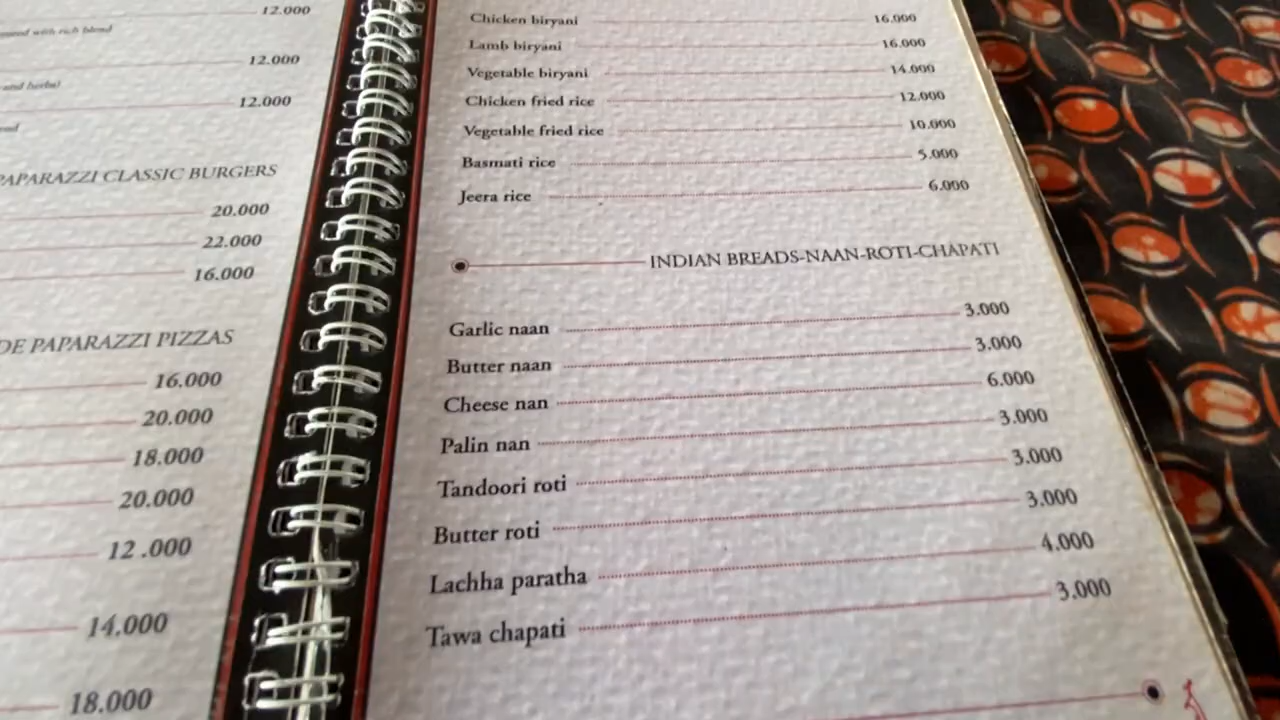 12.000
with rich blend
12.000
and herbs)
12.000
PAPARAZZI CLASSIC BURGERS
20.000
22.000
16.000
DE PAPARAZZI PIZZAS
16.000
20.000
18.000
20.000
12 .000
14.000
18.000
Chicken biryani 16.000
Lamb biryani 16.000
Vegetable biryani 14.000
Chicken fried rice 12.000
Vegetable fried rice 10.000
Basmati rice 5.000
Jeera rice 6.000
INDIAN BREADS-NAAN-ROTI-CHAPATI
Garlic naan 3.000
Butter naan 3.000
Cheese nan 6.000
Palin nan 3.000
Tandoori roti 3.000
Butter roti 3.000
Lachha paratha 4.000
Tawa chapati 3.000